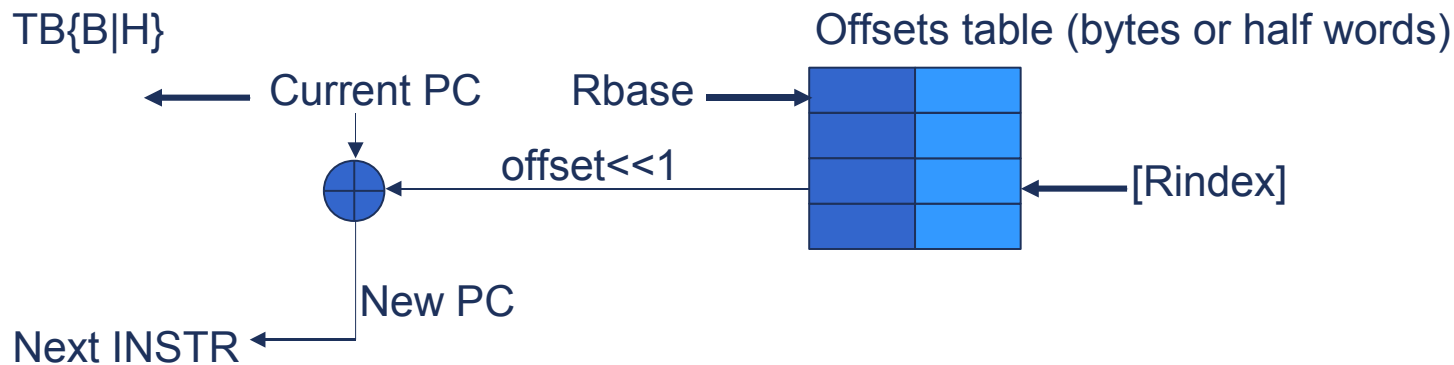 TB{B|H}
Offsets table (bytes or half words)
Current PC
Rbase
offset<<1
[Rindex]
New PC
Next INSTR